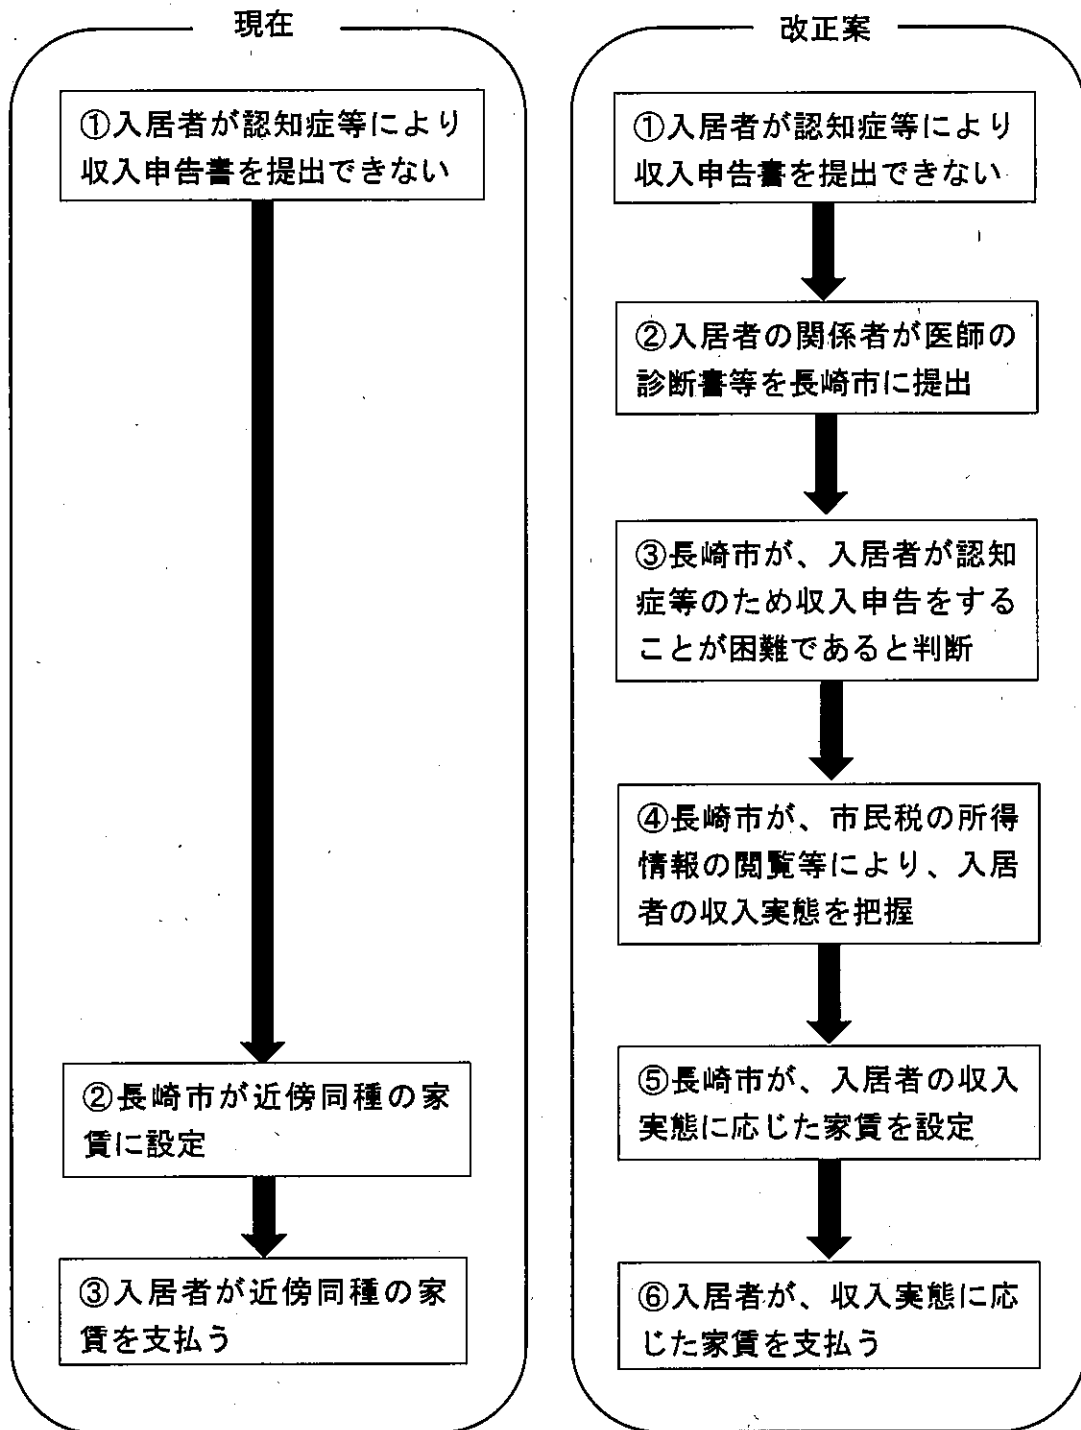 現在
①入居者が認知症等により
収入申告書を提出できない
②長崎市が近傍同種の家
賃に設定
③入居者が近傍同種の家
賃を支払う
改正案
①入居者が認知症等により
収入申告書を提出できない
②入居者の関係者が医師の
診断書等を長崎市に提出
③長崎市が、入居者が認知
症等のため収入申告をする
ことが困難であると判断
④長崎市が、市民税の所得
情報の閲覧等により、入居
者の収入実態を把握
⑤長崎市が、入居者の収入
実態に応じた家賃を設定
⑥入居者が、収入実態に応
じた家賃を支払う